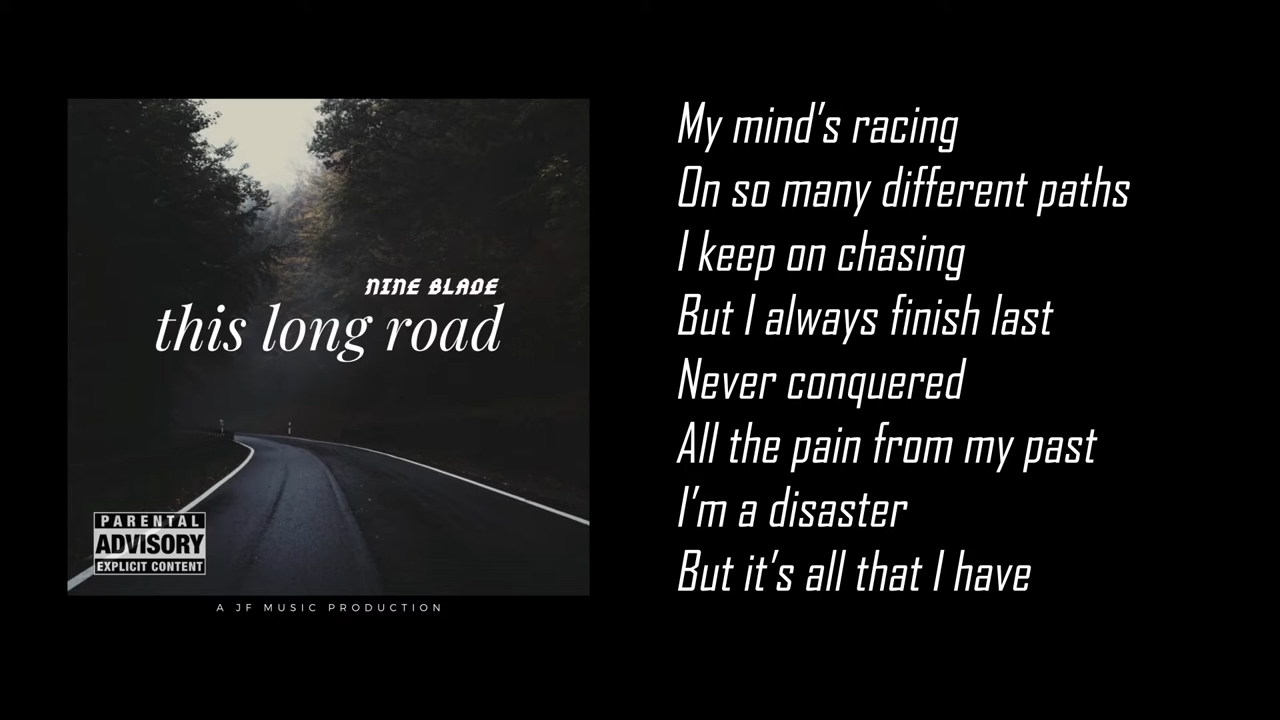 NINE BLADE
this long road
PARENTAL
ADVISORY
EXPLICIT CONTENT
A JF MUSIC PRODUCTION
My mind's racing
On so many different paths
I keep on chasing
But I always finish last
Never conquered
All the pain from my past
I'm a disaster
But it's all that I have